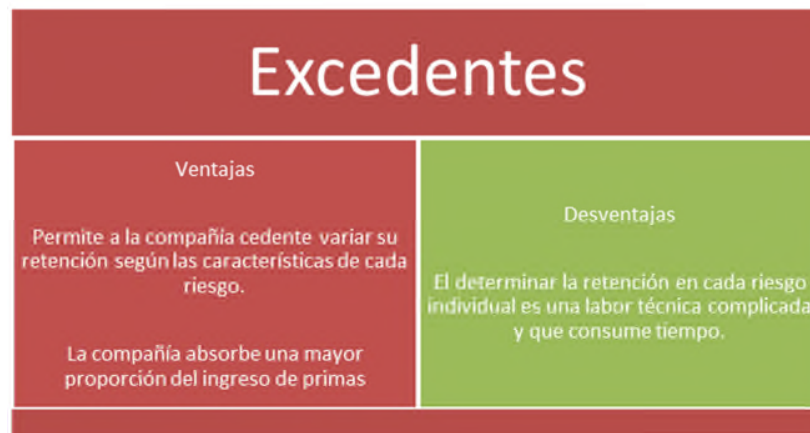 Excedentes
Ventajas
Permite a la compañía cedente variar su
retención según las características de cada
riesgo.
La compañía absorbe una mayor
proporción del ingreso de primas
Desventajas
El determinar la retención en cada riesgo
individual es una labor técnica complicada
y que consume tiempo.